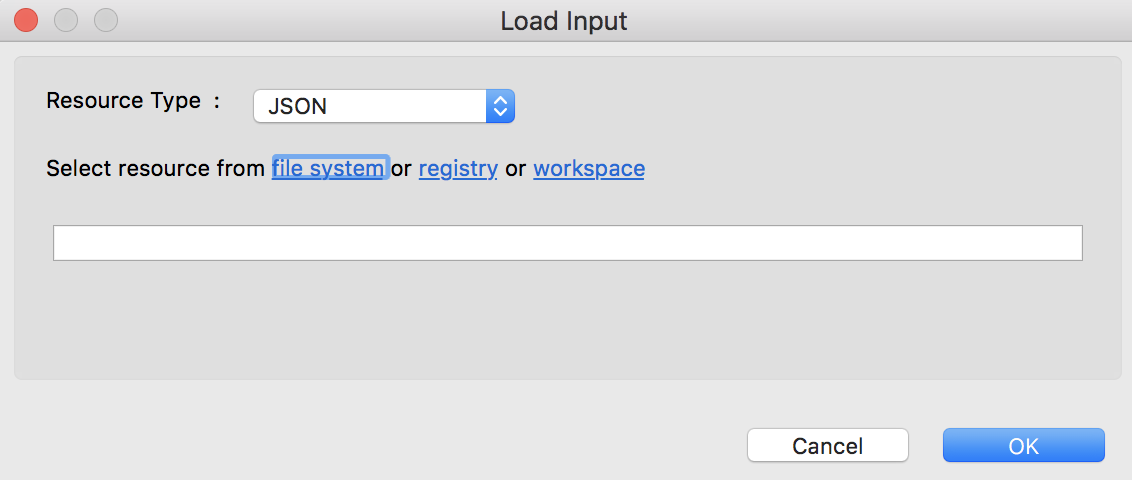 Load Input
Resource Type :
JSON
Select resource from file system or registry or workspace
Cancel
OK